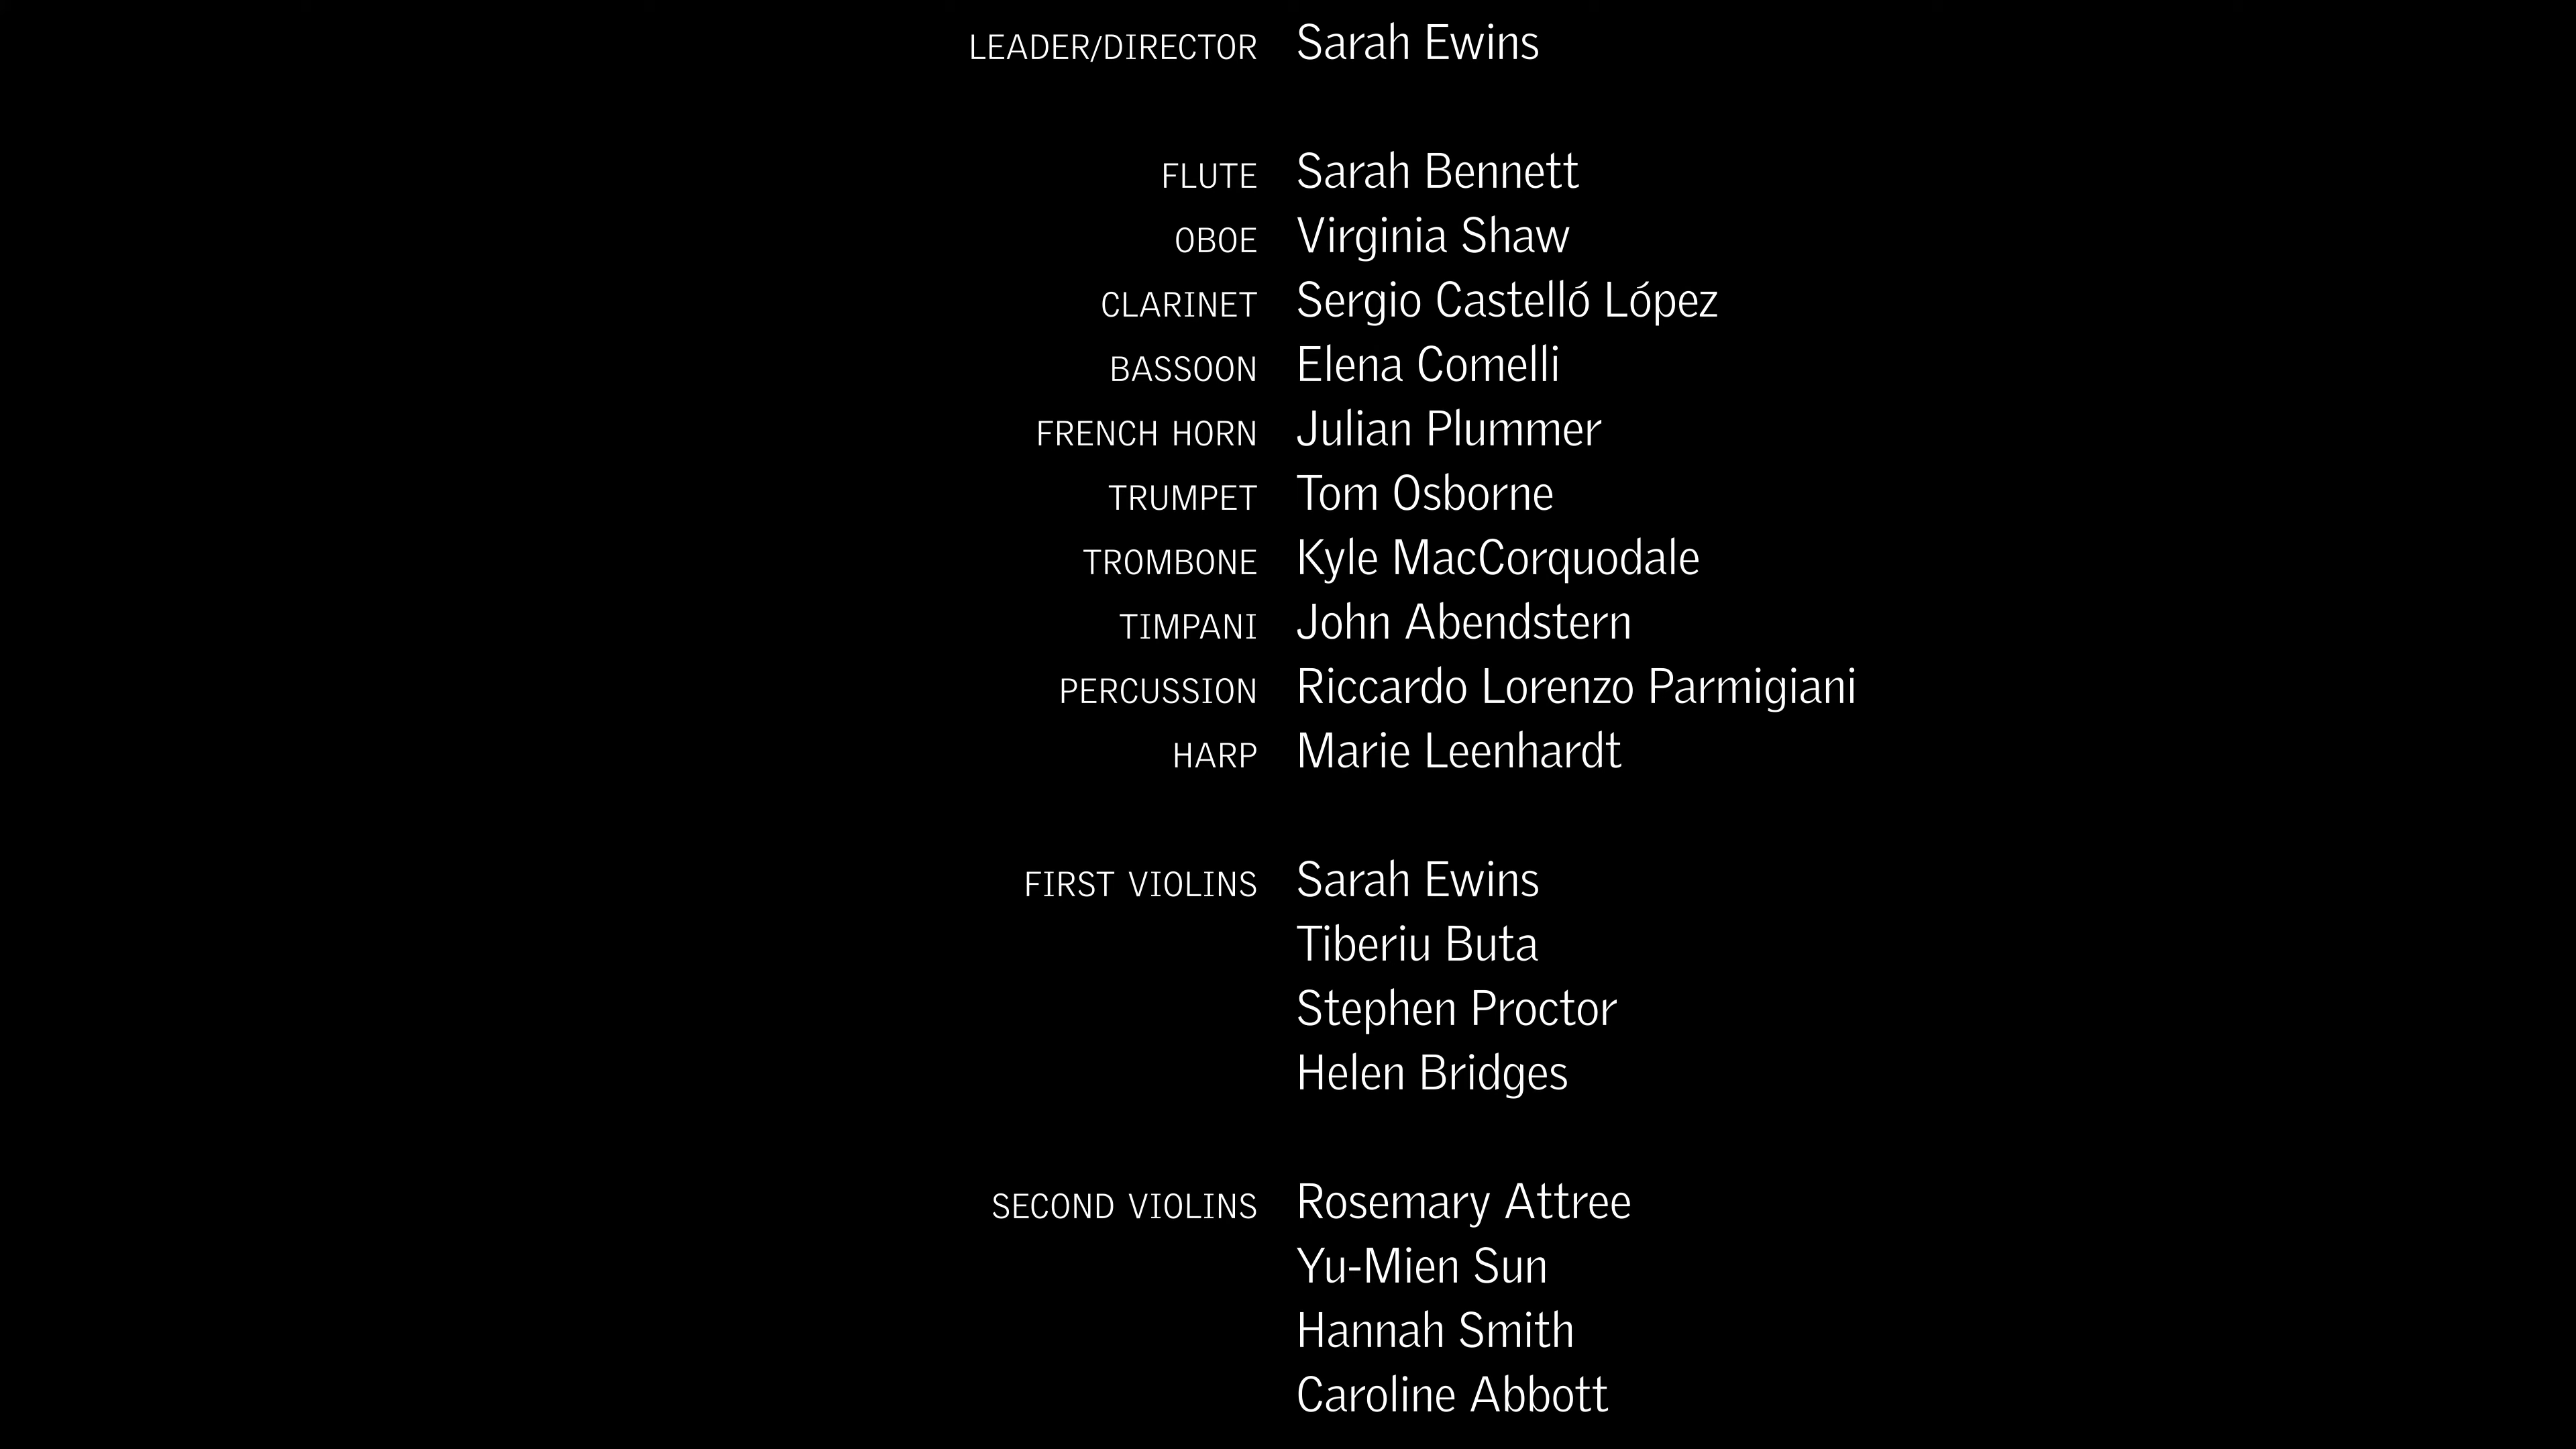 LEADER/DIRECTOR Sarah Ewins
FLUTE Sarah Bennett
OBOE Virginia Shaw
CLARINET Sergio Castelló López
BASSOON Elena Comelli
FRENCH HORN Julian Plummer
TRUMPET Tom Osborne
TROMBONE Kyle MacCorquodale
TIMPANI John Abendstern
PERCUSSION Riccardo Lorenzo Parmigiani
HARP Marie Leenhardt
FIRST VIOLINS Sarah Ewins
Tiberiu Buta
Stephen Proctor
Helen Bridges
SECOND VIOLINS Rosemary Attree
Yu-Mien Sun
Hannah Smith
Caroline Abbott